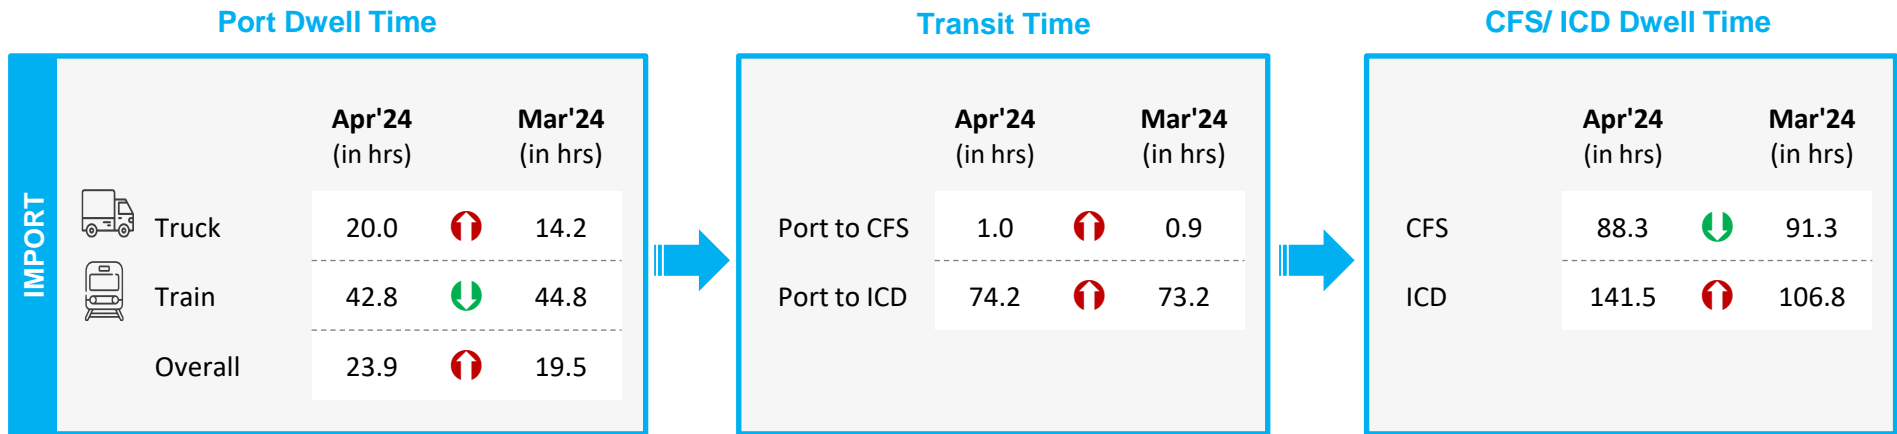 Port Dwell Time
Transit Time
CFS/ ICD Dwell Time
IMPORT
Apr'24 Mar'24
(in hrs) (in hrs)
Truck 20.0 14.2
Train 42.8 44.8
Overall 23.9 19.5
Apr'24 Mar'24
(in hrs) (in hrs)
Port to CFS 1.0 0.9
Port to ICD 74.2 73.2
Apr'24 Mar'24
(in hrs) (in hrs)
CFS 88.3 91.3
ICD 141.5 106.8